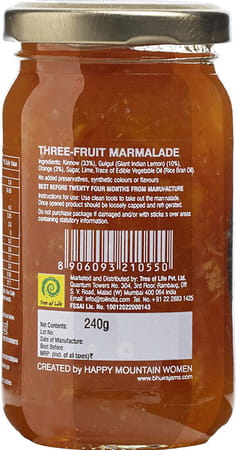 THREE-FRUIT MARMALADE
Ingredients: Kinnow (33%), Gulgul (Giant Indian Lemon) (10%),
Orange (3%), Sugar, Lime,Trace of Edible Vegetable Oil (Rice Bran Oil)
No added preservatives, synthetic colours or flavours
BEST BEFORE TWENTY FOUR MONTHS FROM MANUFACTURE
Instructions for use: Use clean tools to take out the marmalade.
Once opened product should be loosely capped and refrigerated.
Do not purchase package if damaged and/or with sticks s over areas
containing statutory information.
8 906093 210550
Marketed and Distributed by: Tree of Life Pvt. Ltd.
Quantum Towers No. 304, 3rd Floor, Rambaug, Off
S. V. Road, Malad (W) Mumbai 400 054 India
Email: info@tolindia.com, Tel. No. +91 22 2883 1425
FSSAI Lic. No. 10012022000143
Tree of Life
Net Contents: 240g
Lot No:
Date of Manufacture:
Best Before:
MRP: (Incl. of all taxes)₹
CREATED by HAPPY MOUNTAIN WOMEN
www.bhuirajams.com